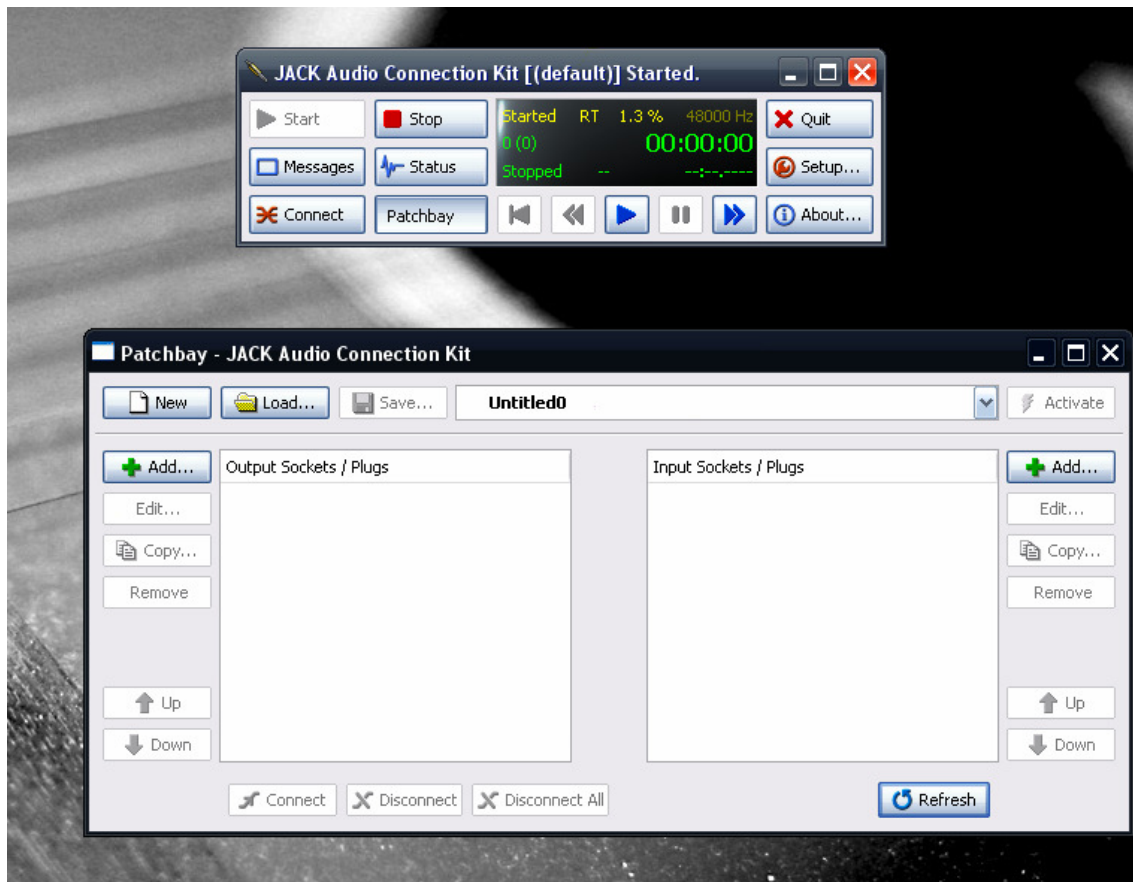 JACK Audio Connection Kit [(default)] Started.
Start
Stop
Started RT 1.3 % 48000 Hz
Quit
0 (0) 00:00:00
Messages
Status
Stopped -- --:--.----
Setup...
Connect
Patchbay
About...
Patchbay - JACK Audio Connection Kit
New
Load...
Save...
Untitled0
Activate
Add...
Output Sockets / Plugs
Input Sockets / Plugs
Add...
Edit...
Edit...
Copy...
Copy...
Remove
Remove
Up
Up
Down
Down
Connect
Disconnect
Disconnect All
Refresh